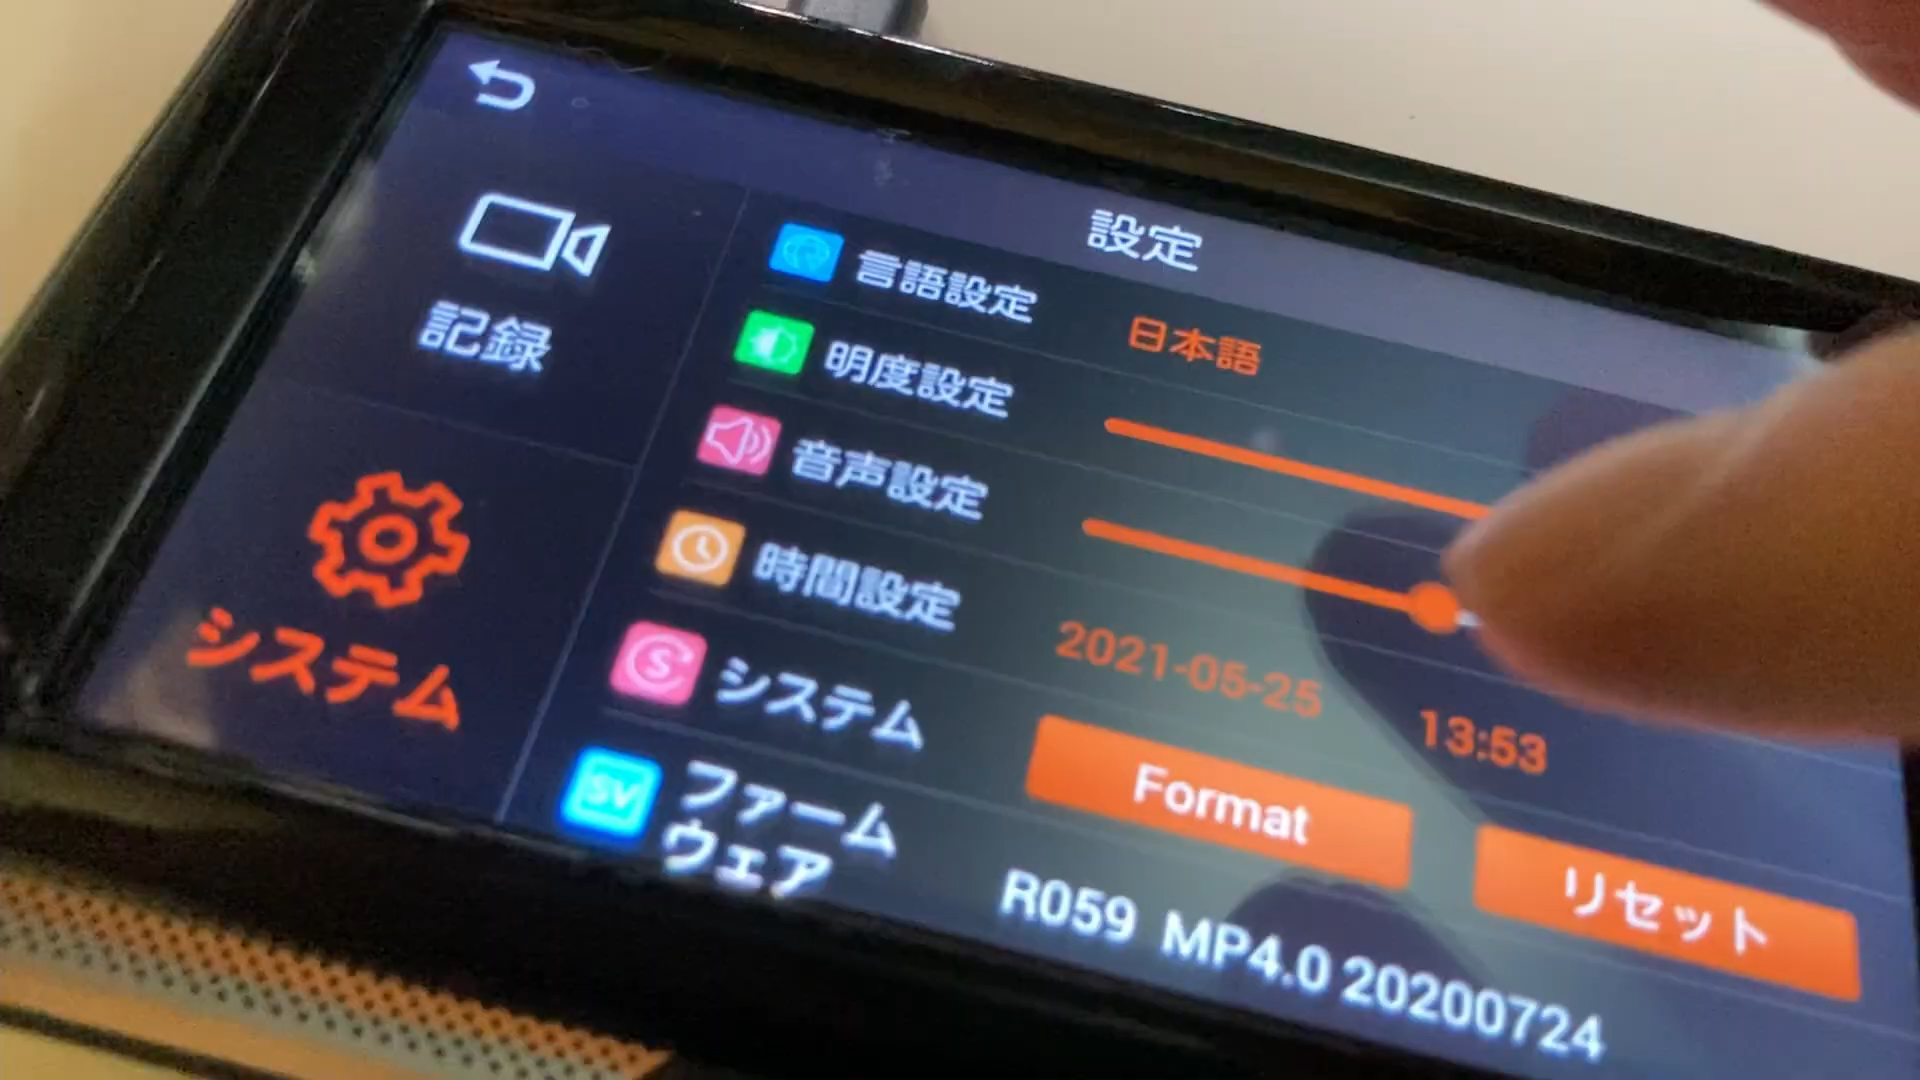 設定
記録
システム
言語設定 日本語
明度設定
音声設定
時間設定 2021-05-25 13:53
システム Format リセット
SV ファーム
ウェア R059 MP4.0 20200724